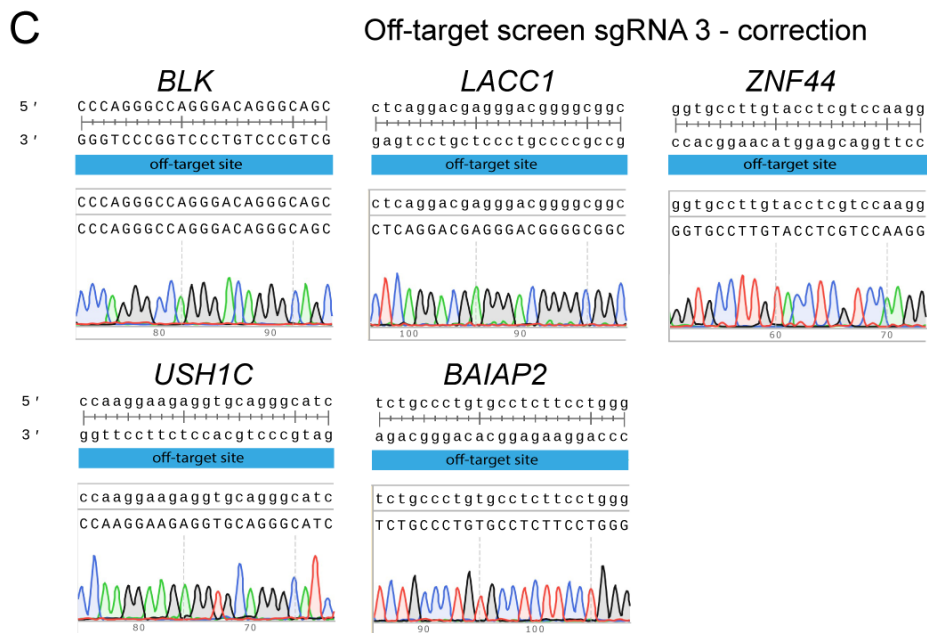 C
Off-target screen sgRNA 3 - correction
BLK
5 ′ CCCAGGGCCAGGGACAGGGCAGC
3 ′ GGGTCCCGGTCCCTGTCCCGTCG
off-target site
CCCAGGGCCAGGGACAGGGCAGC
CCCAGGGCCAGGGACAGGGCAGC
80 90
LACC1
ctcaggacgagggacggggcggc
gagtcctgctccctgccccgccg
off-target site
ctcaggacgagggacggggcggc
CTCAGGACGAGGGACGGGGCGGC
100 90
ZNF44
ggtgccttgtacctcgtccaagg
ccacggaacatggagcaggttcc
off-target site
ggtgccttgtacctcgtccaagg
GGTGCCTTGTACCTCGTCCAAGG
60 70
USH1C
5 ′ ccaaggaagaggtgcagggcatc
3 ′ ggttccttctccacgtcccgtag
off-target site
ccaaggaagaggtgcagggcatc
CCAAGGAAGAGGTGCAGGGCATC
80 70
BAIAP2
tctgccctgtgcctcttcctggg
agacgggacacggagaaggaccc
off-target site
tctgccctgtgcctcttcctggg
TCTGCCCTGTGCCTCTTCCTGGG
90 100